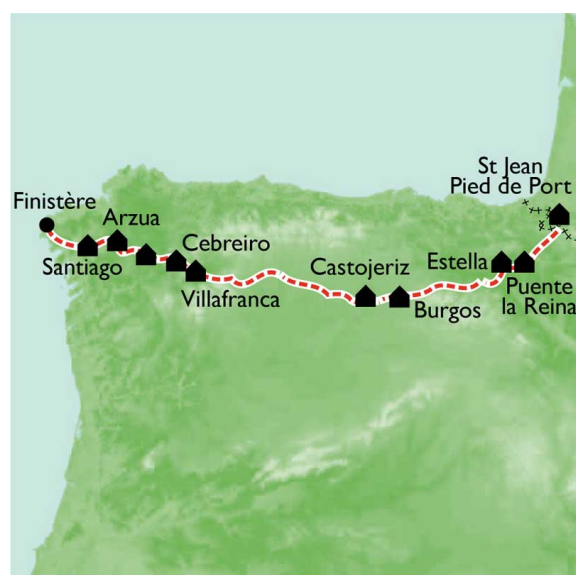 St Jean
Pied de Port
Finistère
Arzua
Cebreiro
Santiago
Villafranca
Castojeriz
Estella
Burgos
Puente
la Reina